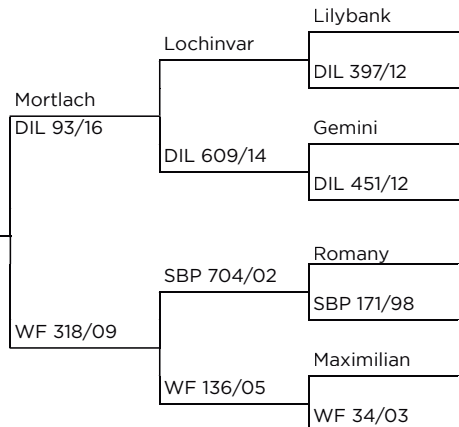 Lilybank
Lochinvar
DIL 397/12
Mortlach
DIL 93/16
Gemini
DIL 609/14
DIL 451/12
Romany
SBP 704/02
SBP 171/98
WF 318/09
Maximilian
WF 136/05
WF 34/03